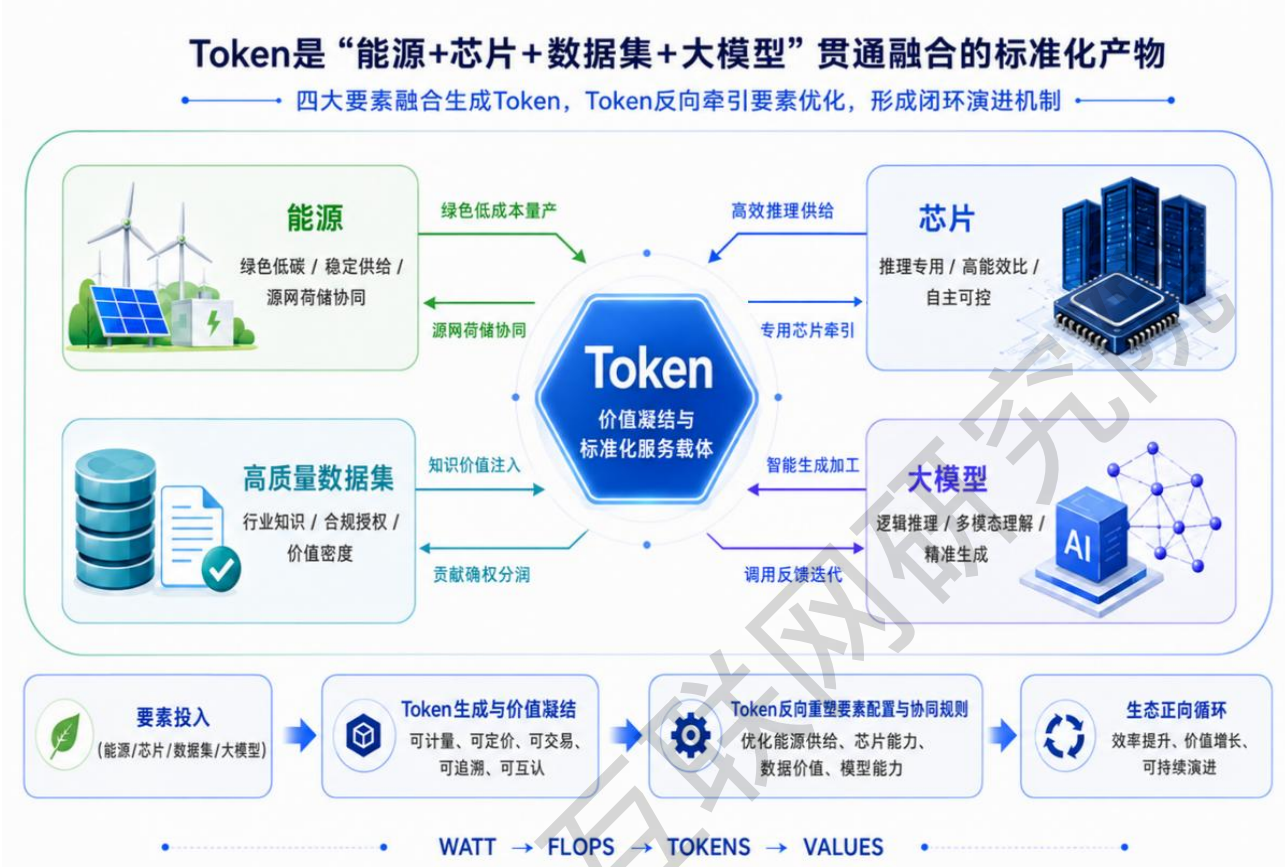 Token是“能源+芯片+数据集+大模型”贯通融合的标准化产物
四大要素融合生成Token，Token反向牵引要素优化，形成闭环演进机制
能源
绿色低碳 / 稳定供给 /
源网荷储协同
绿色低成本量产
源网荷储协同
高效推理供给
专用芯片牵引
芯片
推理专用 / 高能效比 /
自主可控
Token
价值凝结与
标准化服务载体
高质量数据集
行业知识 / 合规授权 /
价值密度
知识价值注入
贡献确权分润
智能生成加工
调用反馈迭代
大模型
逻辑推理 / 多模态理解 /
精准生成
AI
要素投入
(能源/芯片/数据集/大模型)
Token生成与价值凝结
可计量、可定价、可交易、
可追溯、可互认
Token反向重塑要素配置与协同规则
优化能源供给、芯片能力、
数据价值、模型能力
生态正向循环
效率提升、价值增长、
可持续演进
WATT → FLOPS → TOKENS → VALUES
互联网研究院